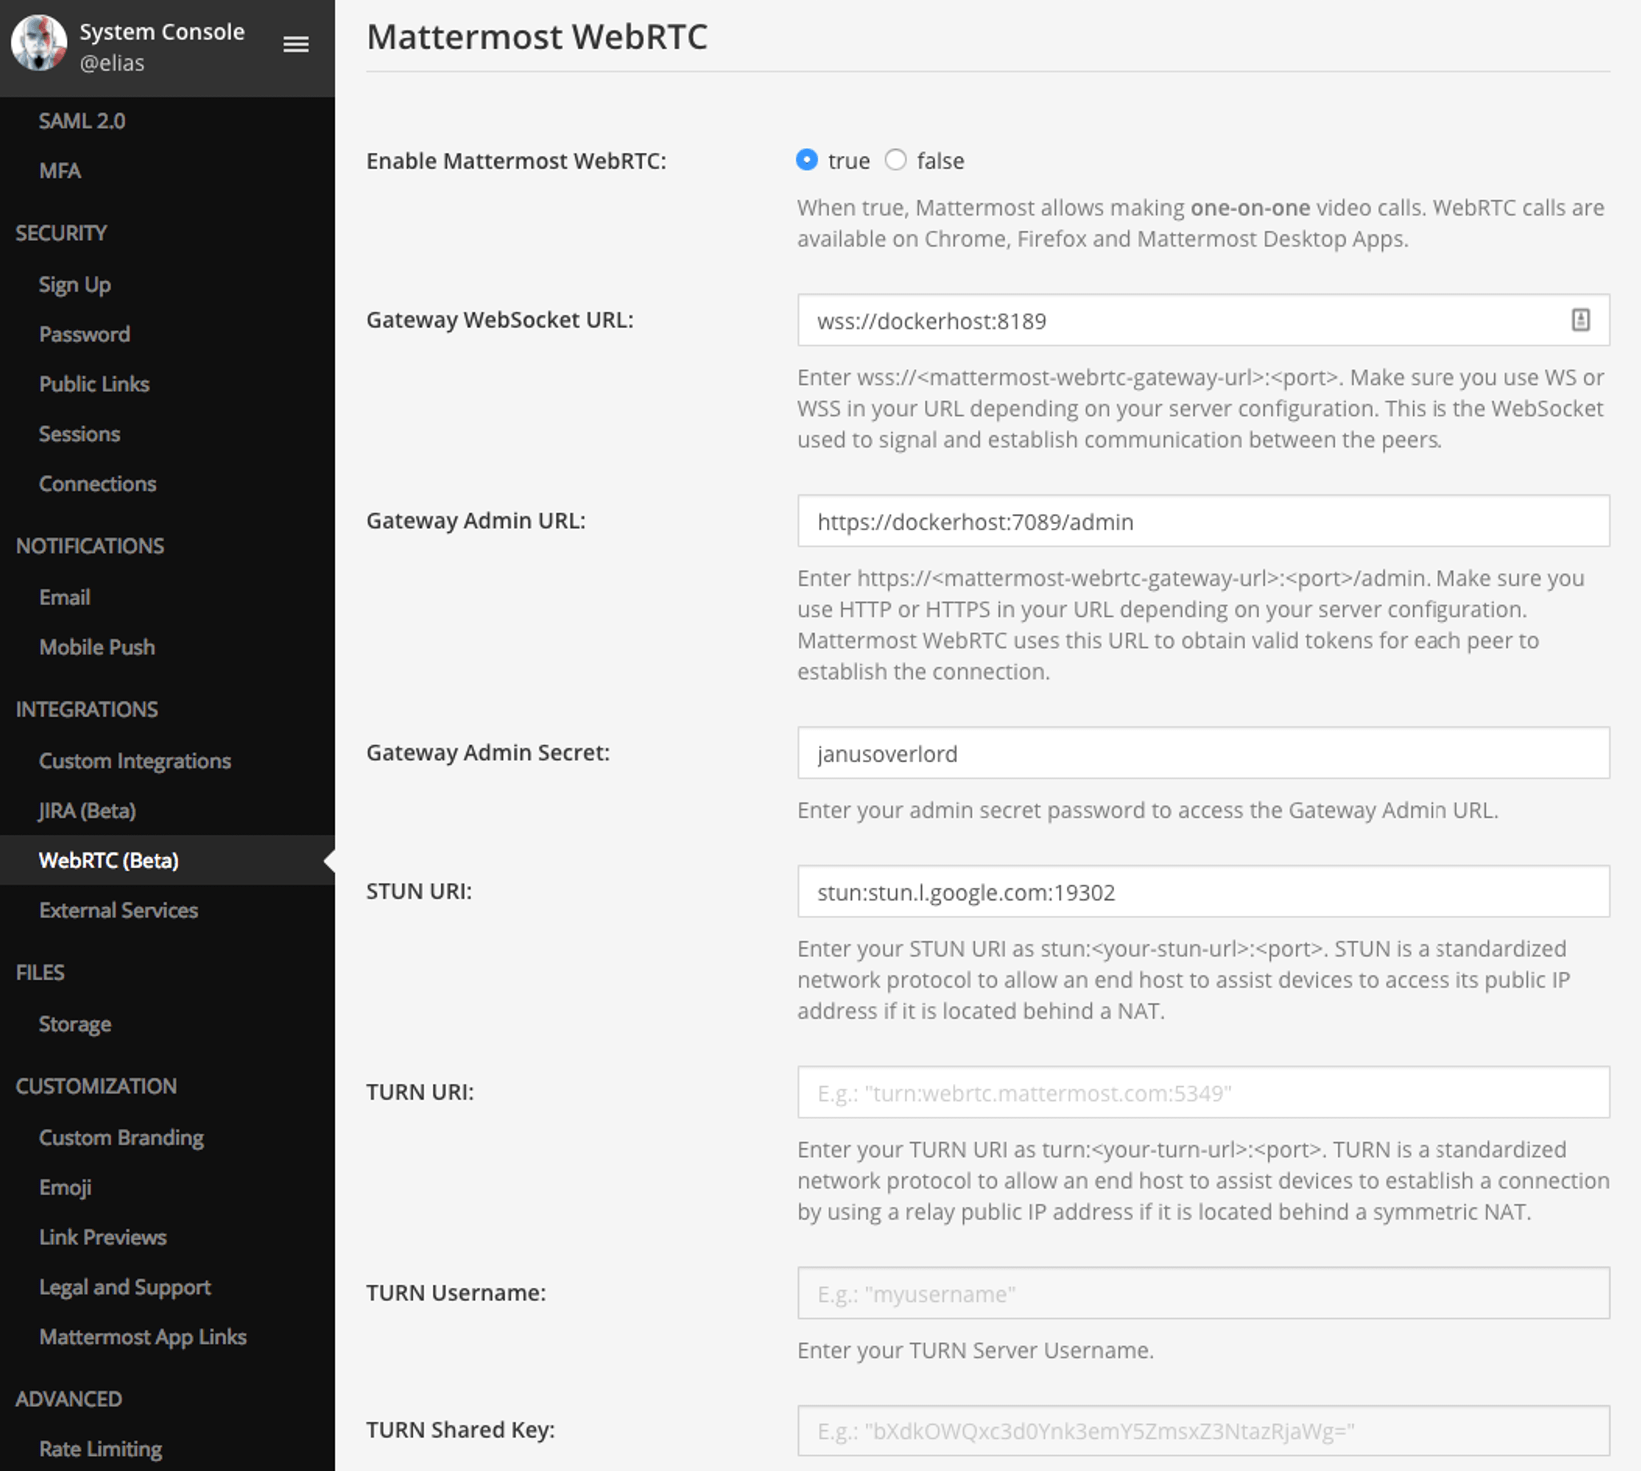 System Console
@elias
SAML 2.0
MFA
SECURITY
Sign Up
Password
Public Links
Sessions
Connections
NOTIFICATIONS
Email
Mobile Push
INTEGRATIONS
Custom Integrations
JIRA (Beta)
WebRTC (Beta)
External Services
FILES
Storage
CUSTOMIZATION
Custom Branding
Emoji
Link Previews
Legal and Support
Mattermost App Links
ADVANCED
Rate Limiting
Mattermost WebRTC
Enable Mattermost WebRTC:
true false
When true, Mattermost allows making one-on-one video calls. WebRTC calls are
available on Chrome, Firefox and Mattermost Desktop Apps.
Gateway WebSocket URL:
wss://dockerhost:8189
Enter wss://<mattermost-webrtc-gateway-url>:<port>. Make sure you use WS or
WSS in your URL depending on your server configuration. This is the WebSocket
used to signal and establish communication between the peers.
Gateway Admin URL:
https://dockerhost:7089/admin
Enter https://<mattermost-webrtc-gateway-url>:<port>/admin. Make sure you
use HTTP or HTTPS in your URL depending on your server configuration.
Mattermost WebRTC uses this URL to obtain valid tokens for each peer to
establish the connection.
Gateway Admin Secret:
janusoverlord
Enter your admin secret password to access the Gateway Admin URL.
STUN URI:
stun:stun.l.google.com:19302
Enter your STUN URI as stun:<your-stun-url>:<port>. STUN is a standardized
network protocol to allow an end host to assist devices to access its public IP
address if it is located behind a NAT.
TURN URI:
E.g.: "turn:webrtc.mattermost.com:5349"
Enter your TURN URI as turn:<your-turn-url>:<port>. TURN is a standardized
network protocol to allow an end host to assist devices to establish a connection
by using a relay public IP address if it is located behind a symmetric NAT.
TURN Username:
E.g.: "myusername"
Enter your TURN Server Username.
TURN Shared Key:
E.g.: "bXdkOWQxc3d0Ynk3emY5ZmsxZ3NtazRjaWg="